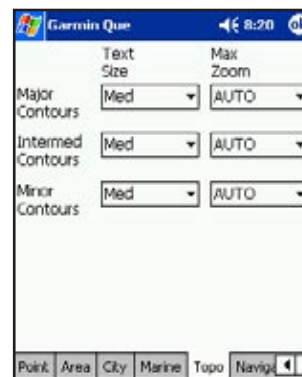 Garmin Que 8:20
Text Size Max Zoom
Major Contours Med AUTO
Intermed Contours Med AUTO
Minor Contours Med AUTO
Point Area City Marine Topo